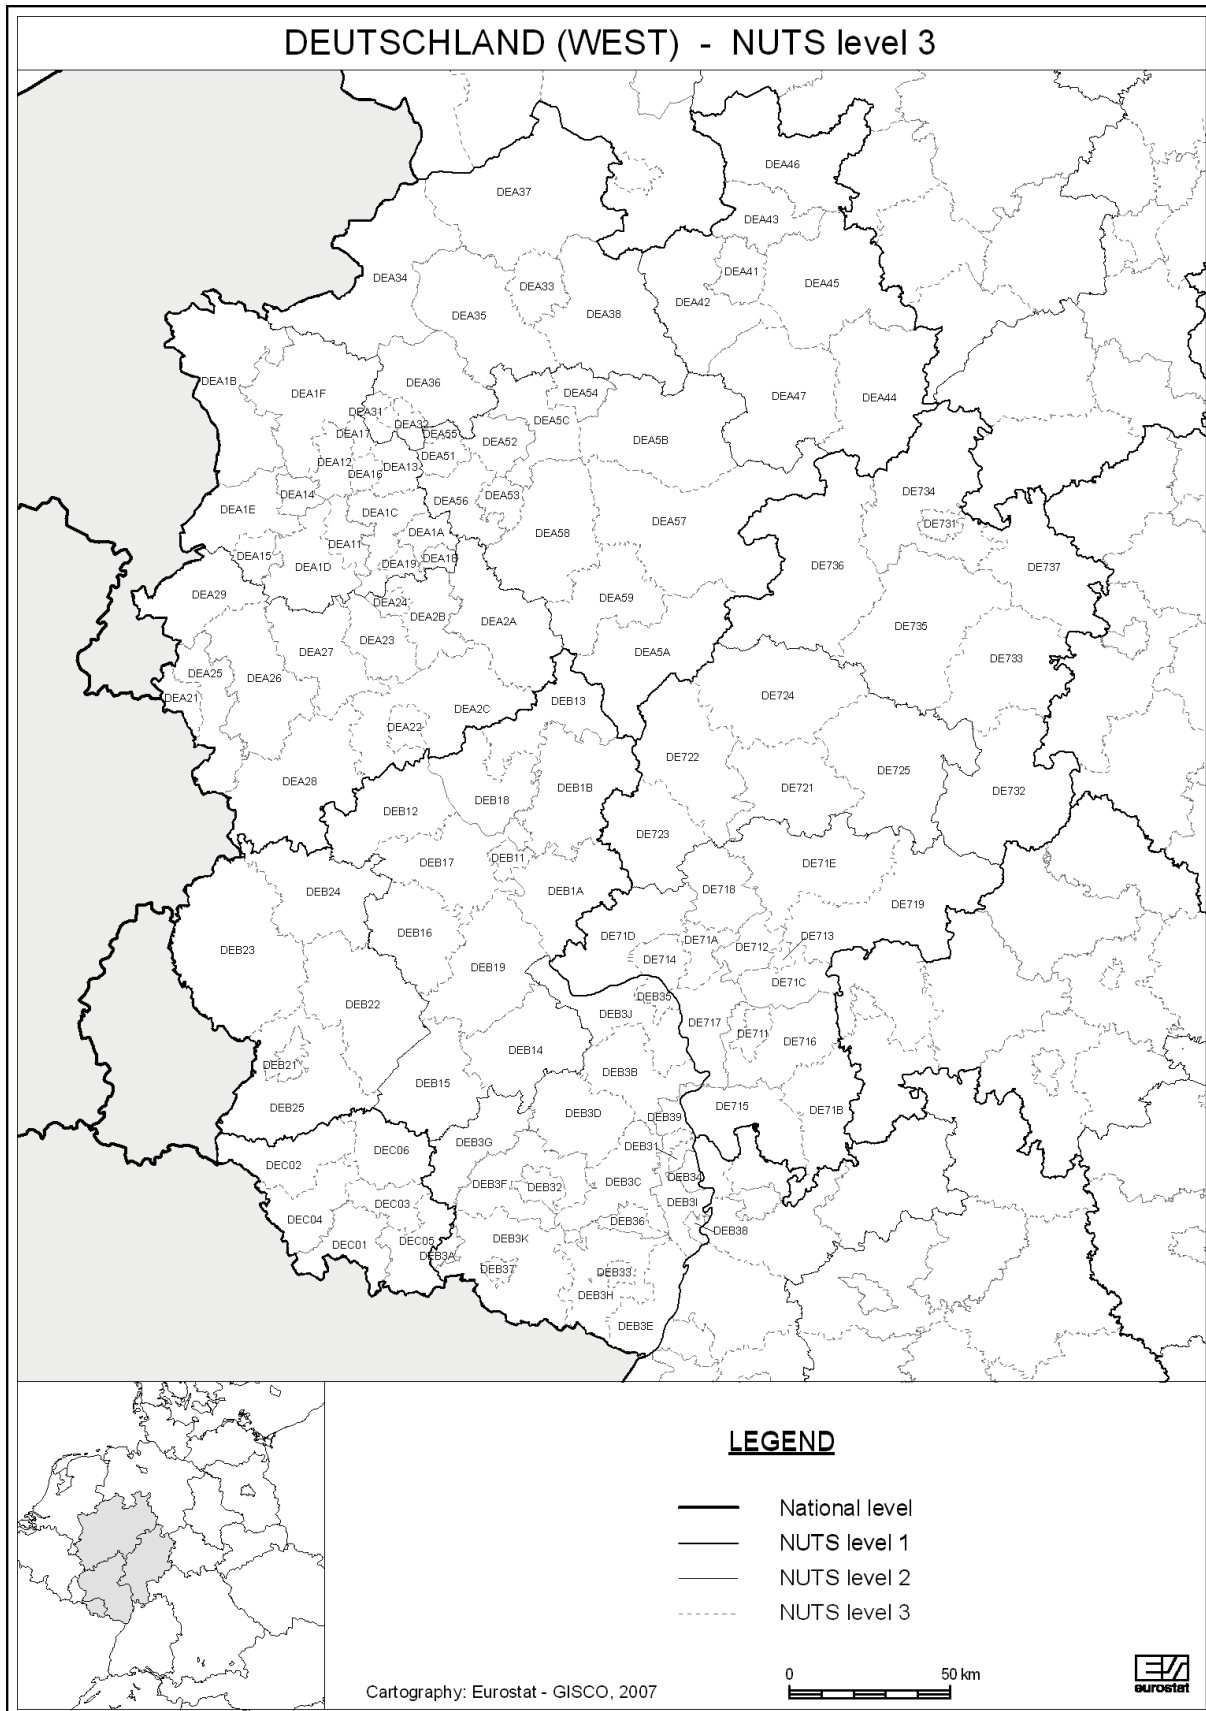 DEUTSCHLAND (WEST) - NUTS level 3
DEA46
DEA37
DEA43
DEA41
DEA34
DEA45
DEA33
DEA42
DEA35
DEA38
DEA1B
DEA36
DEA1F
DEA54
DEA47
DEA44
DEA31
DEA5C
DEA32
DEA17
DEA55
DEA52
DEA5B
DEA51
DEA12
DEA13
DEA16
DEA14
DEA53
DE734
DEA56
DEA1E
DEA1C
DEA57
DE731
DEA1A
DEA58
DEA11
DEA15
DEA1B
DEA19
DEA1D
DE736
DE737
DEA29
DEA59
DEA24
DEA2B
DEA2A
DE735
DEA23
DEA27
DEA5A
DE733
DEA25
DEA26
DE724
DEA21
DEB13
DEA2C
DEA22
DE722
DE725
DEA28
DE721
DEB1B
DE732
DEB18
DEB12
DE723
DEB11
DEB17
DE71E
DEB24
DEB1A
DE718
DE719
DEB16
DE71D
DE71A
DE713
DE712
DEB23
DE714
DEB19
DE71C
DEB35
DEB22
DEB3J
DE717
DE711
DE716
DEB14
DEB21
DEB3B
DEB15
DEB25
DE715
DE71B
DEB3D
DEB39
DEB3G
DEB31
DEC06
DEC02
DEB34
DEB3F
DEB32
DEB3C
DEC03
DEB3I
DEC04
DEB36
DEB38
DEC01
DEC05
DEB3K
DEB3A
DEB37
DEB33
DEB3H
DEB3E
LEGEND
National level
NUTS level 1
NUTS level 2
NUTS level 3
0 50 km
Cartography: Eurostat - GISCO, 2007
eurostat